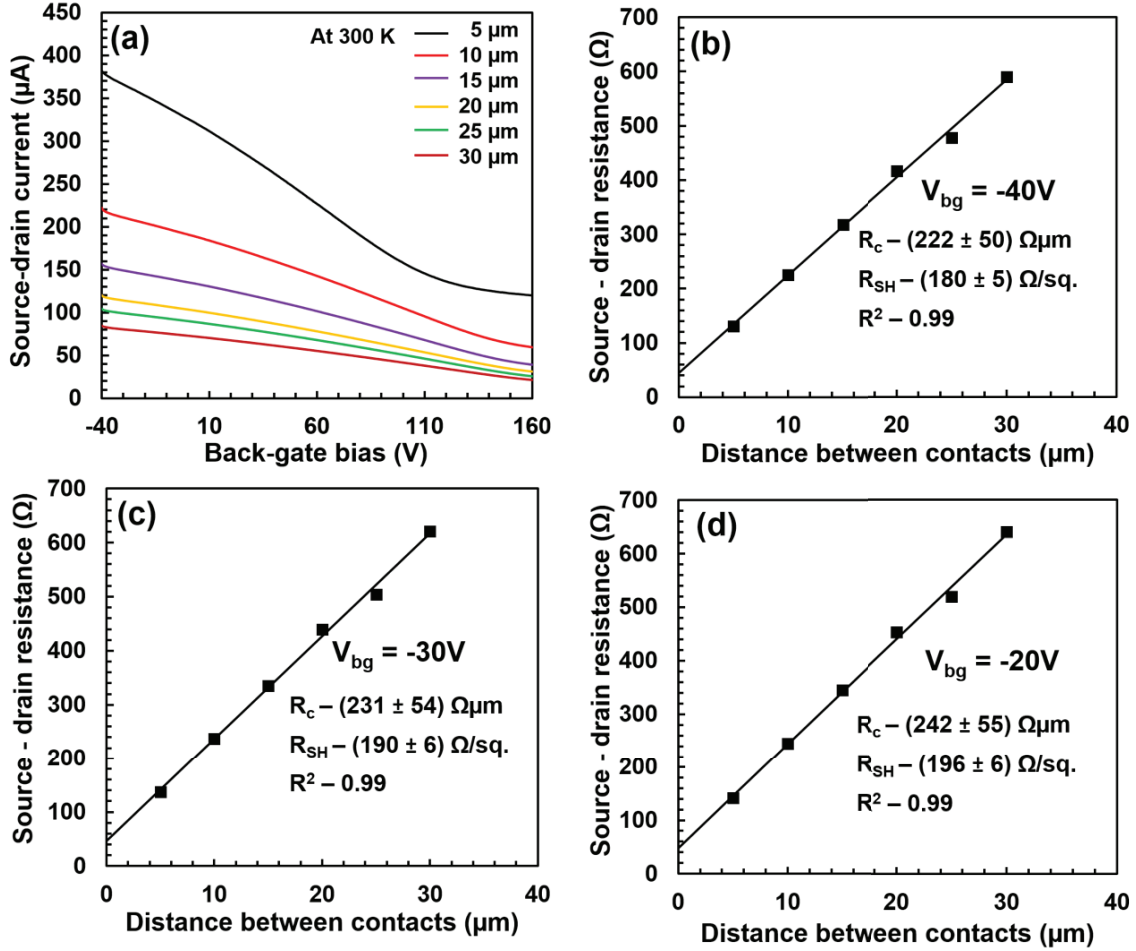 (a)
At 300 K
5 µm
10 µm
15 µm
20 µm
25 µm
30 µm
Source-drain current (µA)
450
400
350
300
250
200
150
100
50
0
-40 10 60 110 160
Back-gate bias (V)
(b)
Source - drain resistance (Ω)
700
600
500
400
300
200
100
0
V_bg = -40V
R_c – (222 ± 50) Ωµm
R_SH – (180 ± 5) Ω/sq.
R² – 0.99
0 10 20 30 40
Distance between contacts (µm)
(c)
Source - drain resistance (Ω)
700
600
500
400
300
200
100
0
V_bg = -30V
R_c – (231 ± 54) Ωµm
R_SH – (190 ± 6) Ω/sq.
R² – 0.99
0 10 20 30 40
Distance between contacts (µm)
(d)
Source - drain resistance (Ω)
700
600
500
400
300
200
100
0
V_bg = -20V
R_c – (242 ± 55) Ωµm
R_SH – (196 ± 6) Ω/sq.
R² – 0.99
0 10 20 30 40
Distance between contacts (µm)